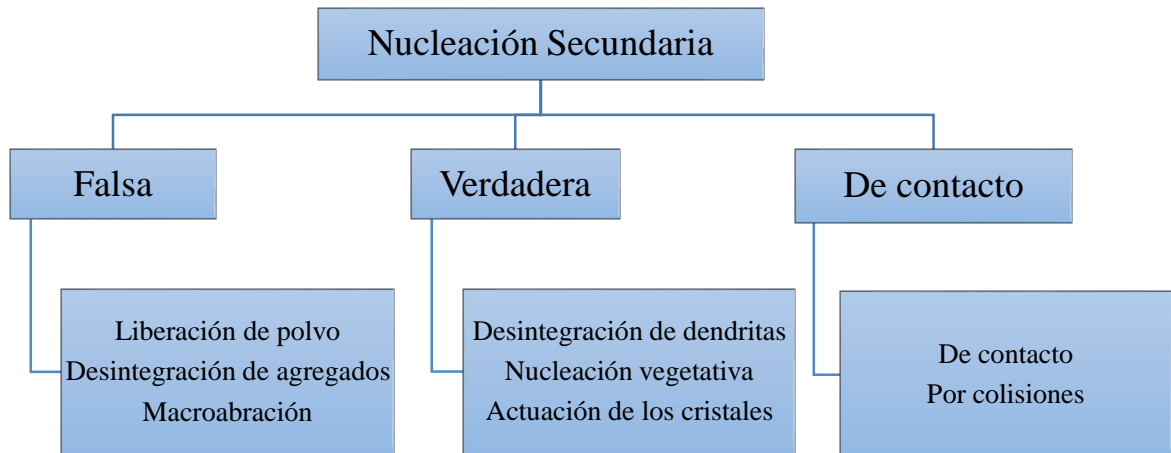 Nucleación Secundaria
Falsa
Verdadera
De contacto
Liberación de polvo
Desintegración de agregados
Macroabración
Desintegración de dendritas
Nucleación vegetativa
Actuación de los cristales
De contacto
Por colisiones